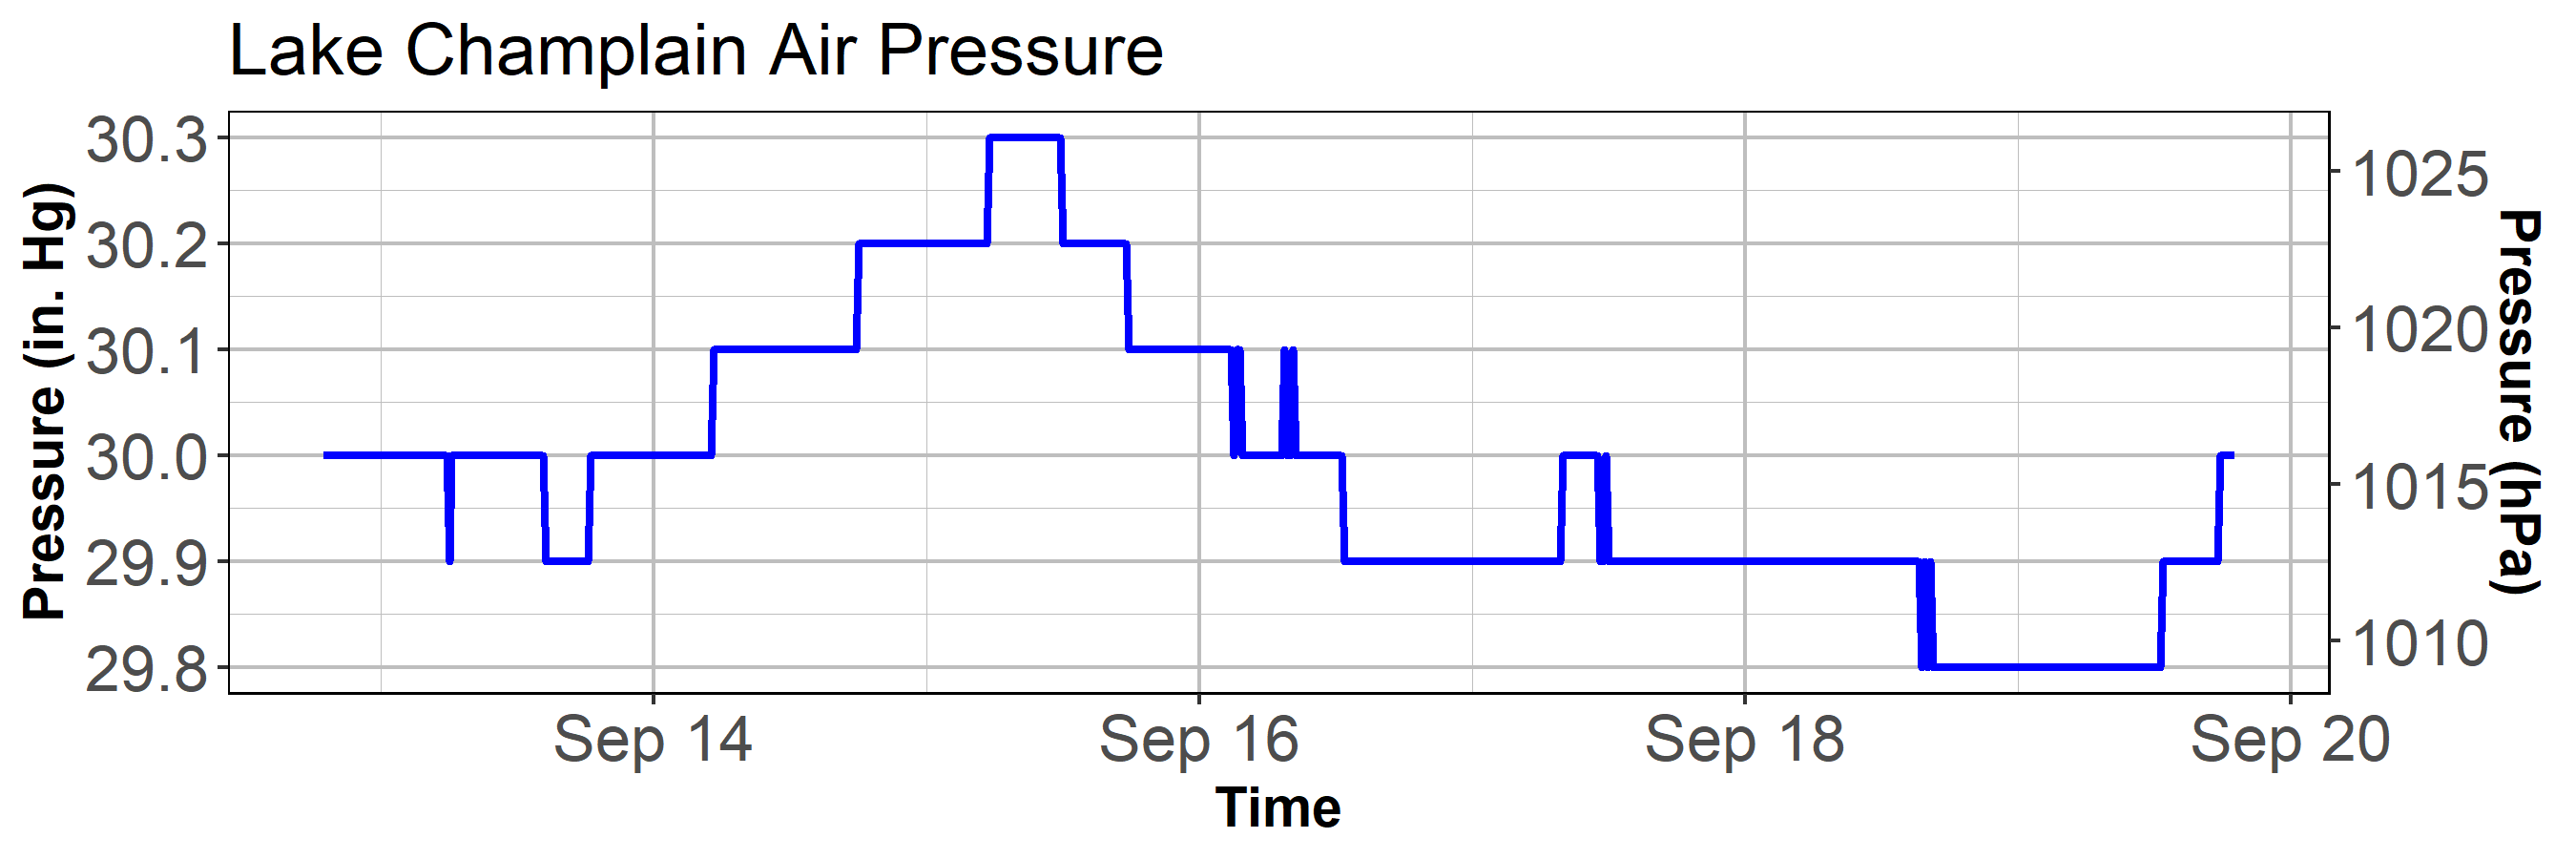 Lake Champlain Air Pressure
Pressure (in. Hg)
30.3
30.2
30.1
30.0
29.9
29.8
1025
1020
1015
1010
Pressure (hPa)
Sep 14
Sep 16
Sep 18
Sep 20
Time